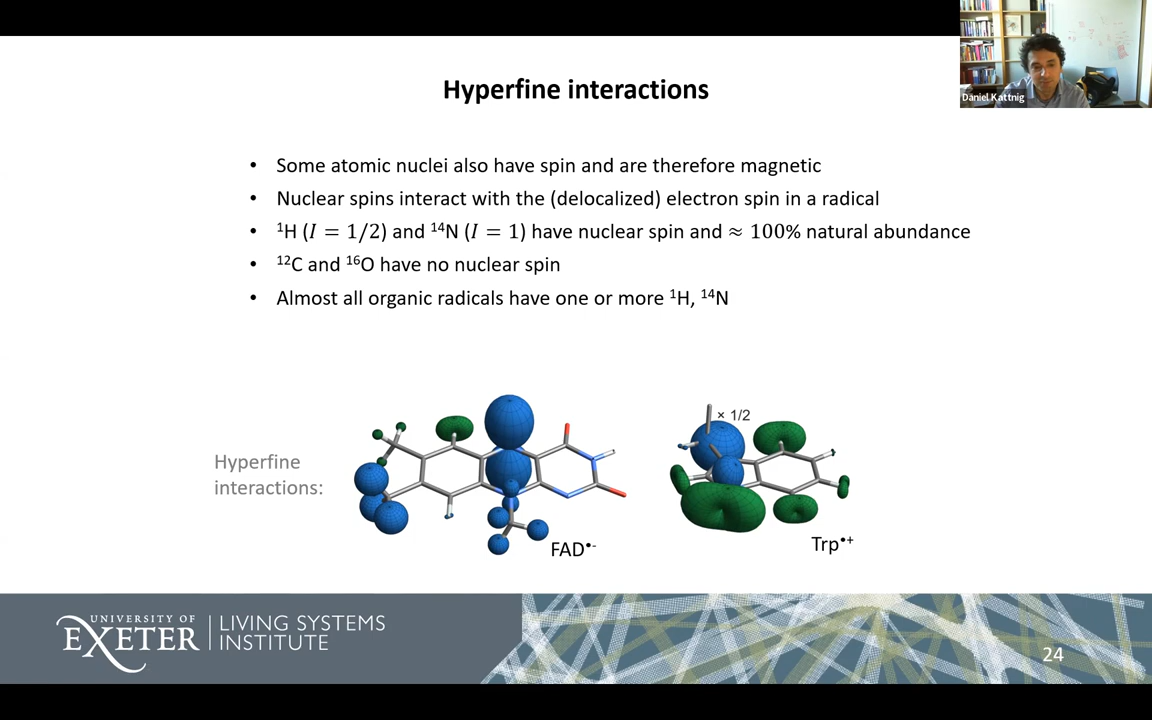 Daniel Kattnig
Hyperfine interactions
• Some atomic nuclei also have spin and are therefore magnetic
• Nuclear spins interact with the (delocalized) electron spin in a radical
• ¹H (I = 1/2) and ¹⁴N (I = 1) have nuclear spin and ≈ 100% natural abundance
• ¹²C and ¹⁶O have no nuclear spin
• Almost all organic radicals have one or more ¹H, ¹⁴N
× 1/2
Hyperfine
interactions:
FAD•-
Trp•+
UNIVERSITY OF
EXETER
LIVING SYSTEMS
INSTITUTE
24